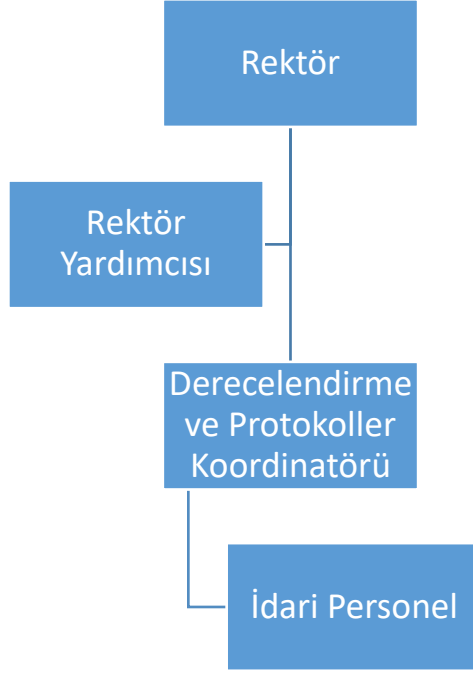 Rektör
Rektör
Yardımcısı
Derecelendirme
ve Protokoller
Koordinatörü
İdari Personel